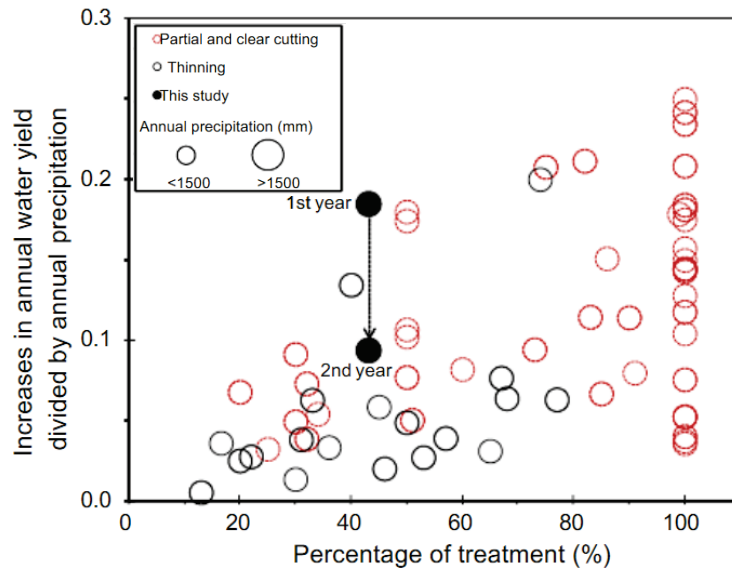 0.3
Partial and clear cutting
Thinning
This study
Annual precipitation (mm)
<1500 >1500
0.2
1st year
0.1
2nd year
0.0
0 20 40 60 80 100
Percentage of treatment (%)
Increases in annual water yield
divided by annual precipitation